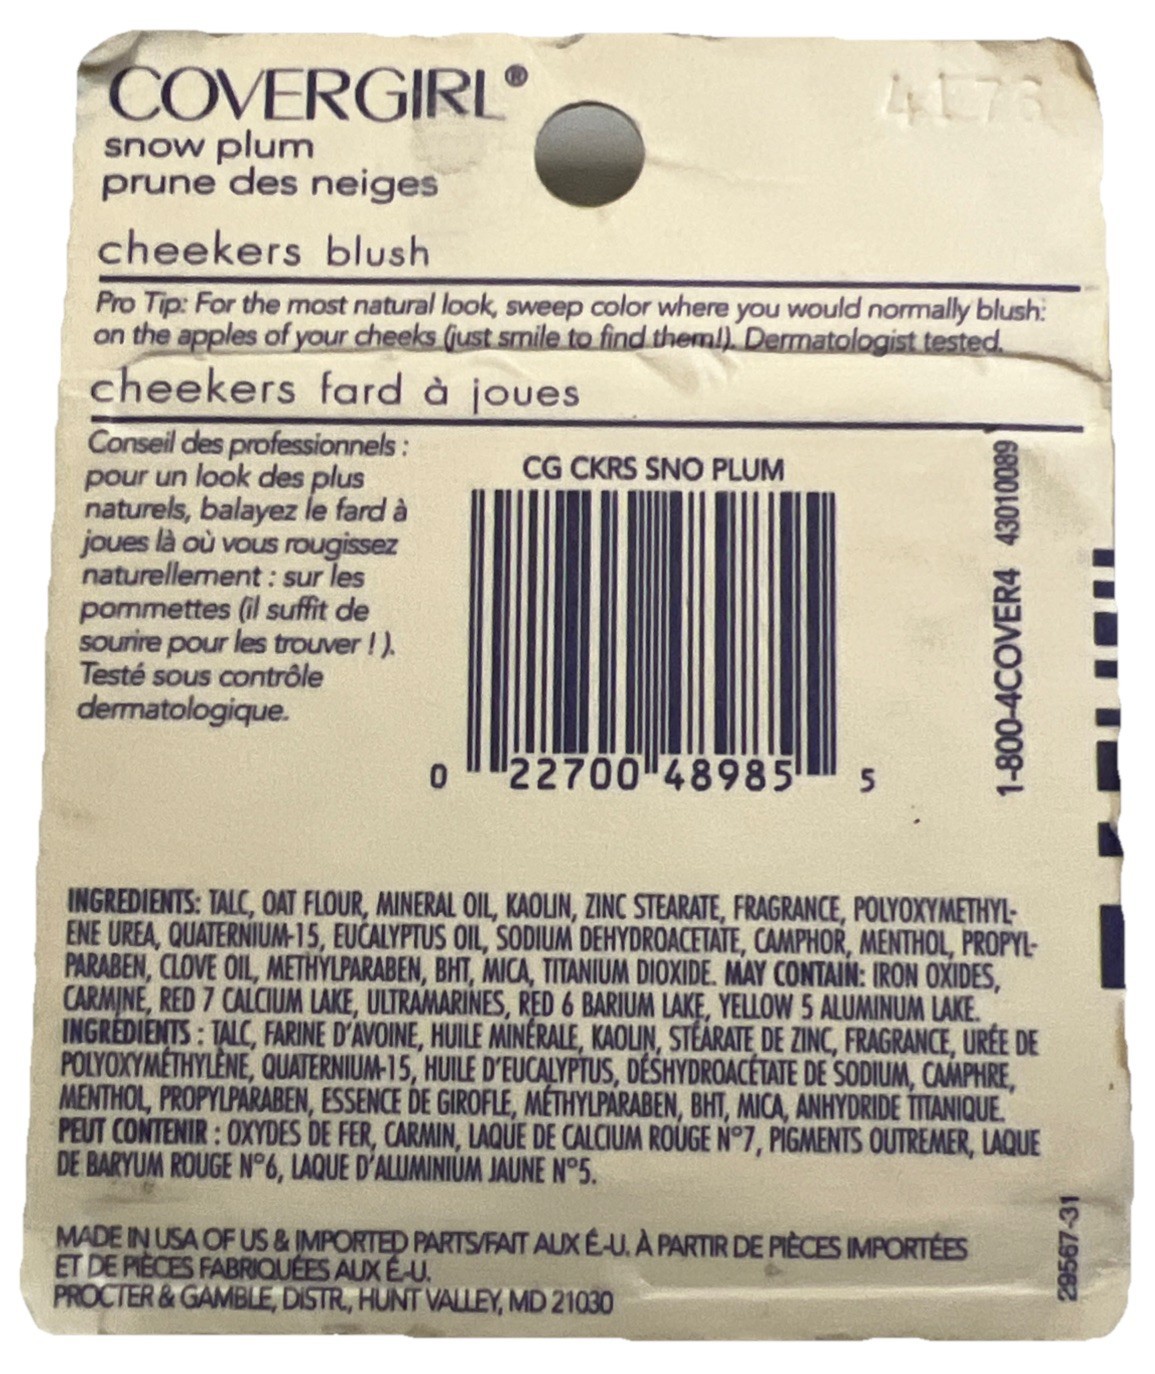 COVERGIRL®
snow plum
prune des neiges
cheekers blush
Pro Tip: For the most natural look, sweep color where you would normally blush:
on the apples of your cheeks (just smile to find them!). Dermatologist tested.
cheekers fard à joues
Conseil des professionnels :
pour un look des plus
naturels, balayez le fard à
joues là où vous rougissez
naturellement : sur les
pommettes (il suffit de
sourire pour les trouver ! ).
Testé sous contrôle
dermatologique.
CG CKRS SNO PLUM
0 22700 48985 5
1-800-4COVER4 43010089
INGREDIENTS: TALC, OAT FLOUR, MINERAL OIL, KAOLIN, ZINC STEARATE, FRAGRANCE, POLYOXYMETHYL-
ENE UREA, QUATERNIUM-15, EUCALYPTUS OIL, SODIUM DEHYDROACETATE, CAMPHOR, MENTHOL, PROPYL-
PARABEN, CLOVE OIL, METHYLPARABEN, BHT, MICA, TITANIUM DIOXIDE. MAY CONTAIN: IRON OXIDES,
CARMINE, RED 7 CALCIUM LAKE, ULTRAMARINES, RED 6 BARIUM LAKE, YELLOW 5 ALUMINUM LAKE.
INGRÉDIENTS : TALC, FARINE D'AVOINE, HUILE MINÉRALE, KAOLIN, STÉARATE DE ZINC, FRAGRANCE, URÉE DE
POLYOXYMÉTHYLÈNE, QUATERNIUM-15, HUILE D'EUCALYPTUS, DÉSHYDROACÉTATE DE SODIUM, CAMPHRE,
MENTHOL, PROPYLPARABEN, ESSENCE DE GIROFLE, MÉTHYLPARABEN, BHT, MICA, ANHYDRIDE TITANIQUE.
PEUT CONTENIR : OXYDES DE FER, CARMIN, LAQUE DE CALCIUM ROUGE N°7, PIGMENTS OUTREMER, LAQUE
DE BARYUM ROUGE N°6, LAQUE D'ALUMINIUM JAUNE N°5.
MADE IN USA OF US & IMPORTED PARTS/FAIT AUX É.-U. À PARTIR DE PIÈCES IMPORTÉES
ET DE PIÈCES FABRIQUÉES AUX É.-U.
PROCTER & GAMBLE, DISTR., HUNT VALLEY, MD 21030
29567-31